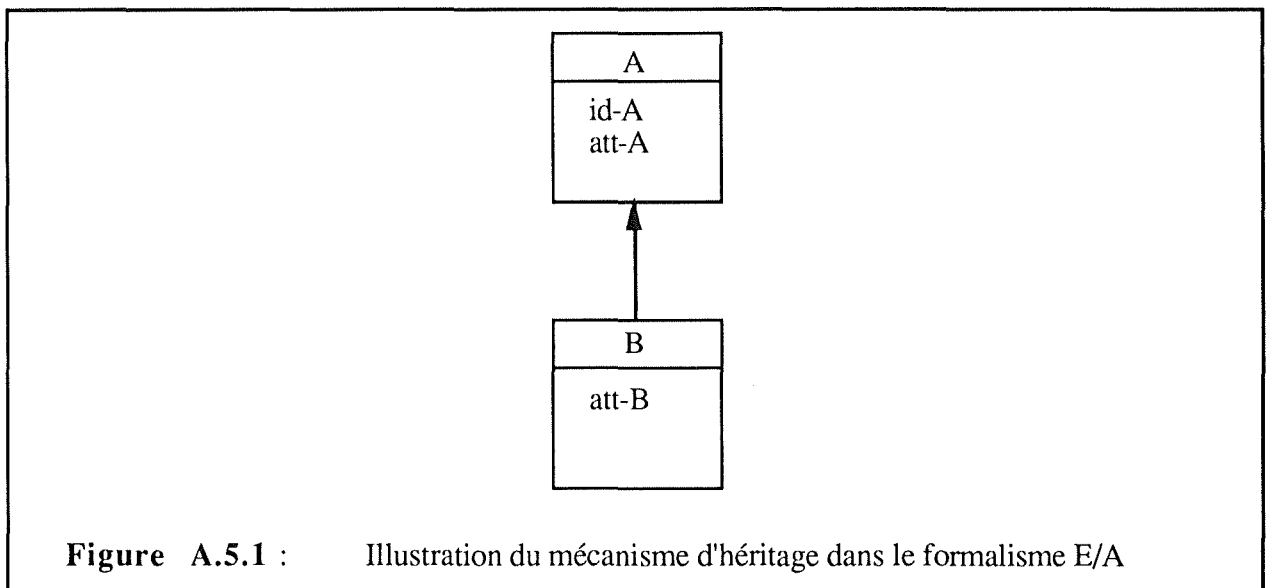 A
id-A
att-A
B
att-B
Figure A.5.1 : Illustration du mécanisme d'héritage dans le formalisme E/A